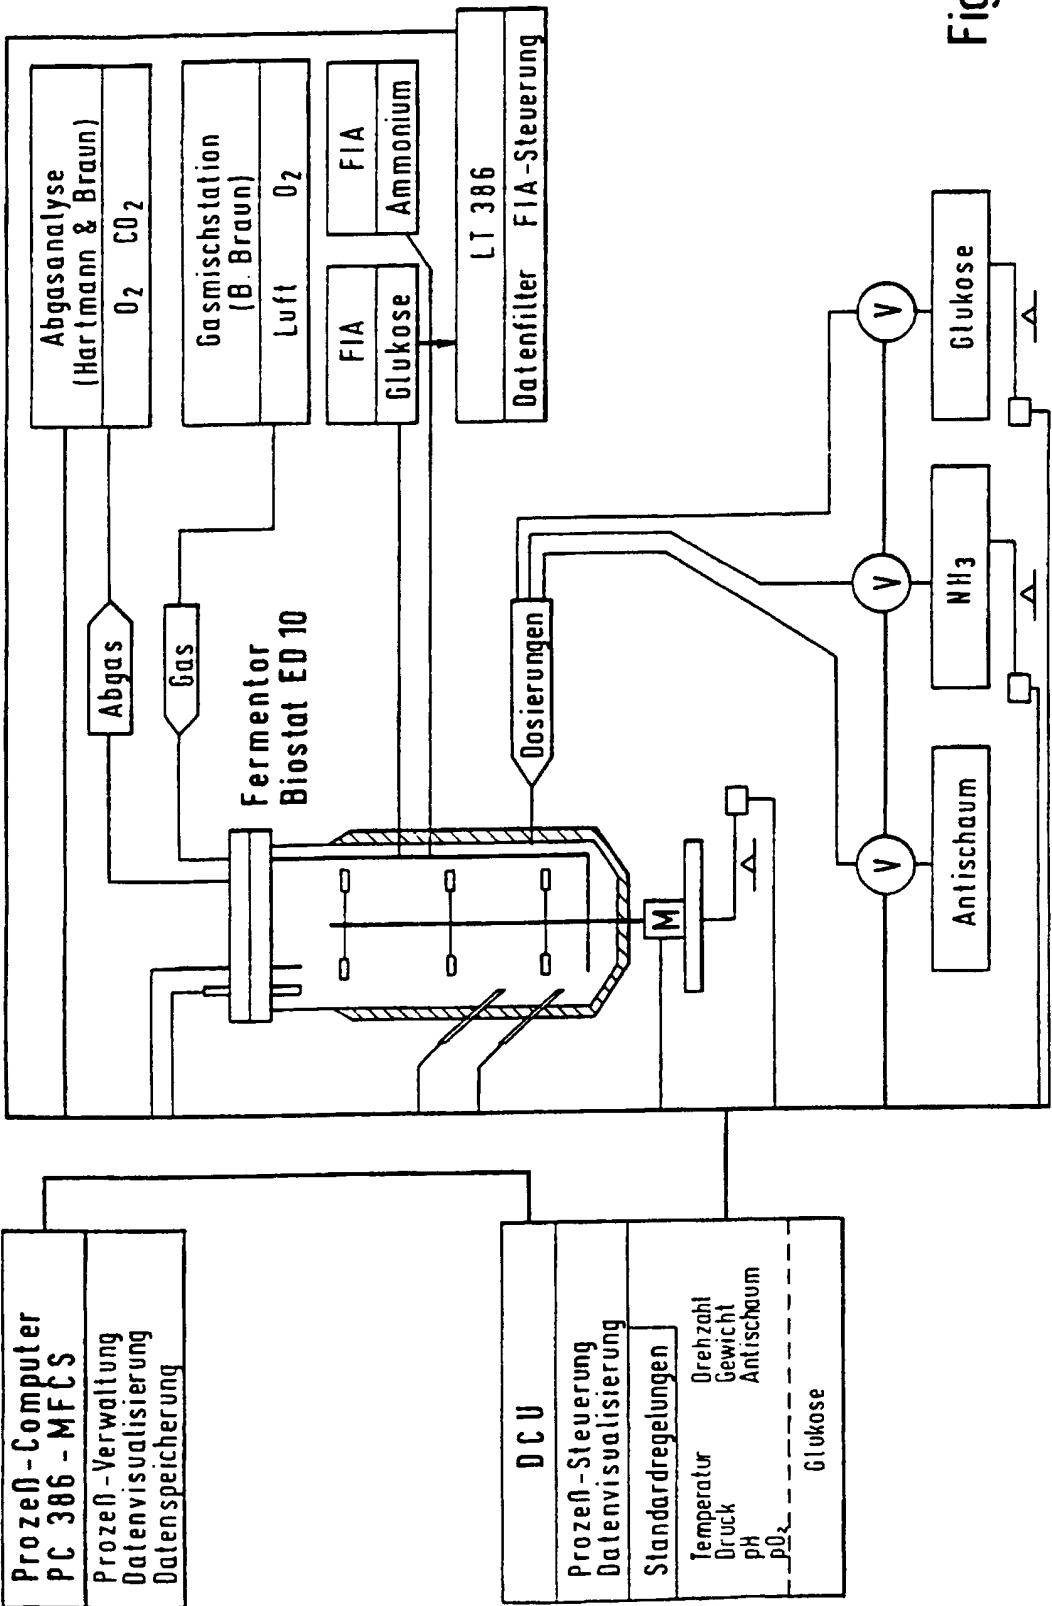 Prozeß-Computer
PC 386 - MFCS
Prozeß-Verwaltung
Datenvisualisierung
Datenspeicherung
DCU
Prozeß-Steuerung
Datenvisualisierung
Standardregelungen
Temperatur
Druck
pH
pO2
Drehzahl
Gewicht
Antischaum
Glukose
Abgas
Gas
Fermentor
Biostat ED 10
M
Dosierungen
Abgasanalyse
(Hartmann & Braun)
O2 CO2
Gasmischstation
(B. Braun)
Luft O2
FIA
Glukose
FIA
Ammonium
LT 386
Datenfilter FIA-Steuerung
V
V
V
Antischaum
NH3
Glukose